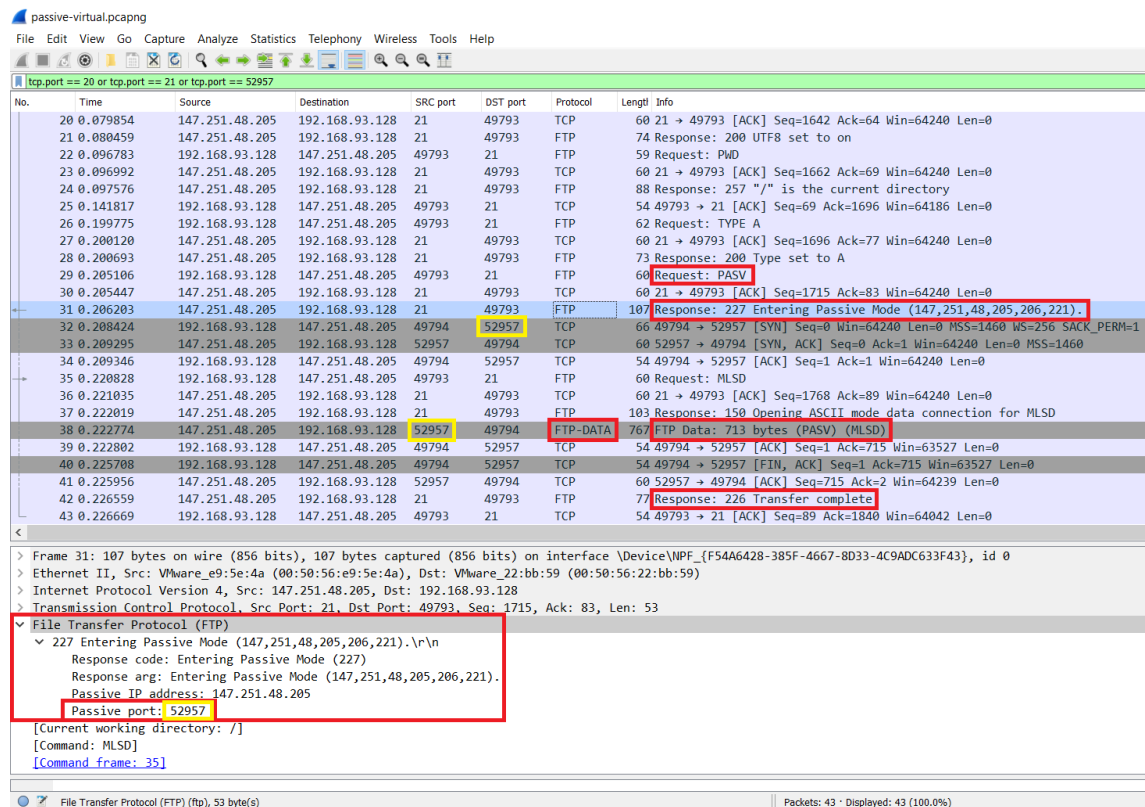 passive-virtual.pcapng
File Edit View Go Capture Analyze Statistics Telephony Wireless Tools Help
tcp.port == 20 or tcp.port == 21 or tcp.port == 52957
No. Time Source Destination SRC port DST port Protocol Lengtl Info
20 0.079854 147.251.48.205 192.168.93.128 21 49793 TCP 60 21 → 49793 [ACK] Seq=1642 Ack=64 Win=64240 Len=0
21 0.080459 147.251.48.205 192.168.93.128 21 49793 FTP 74 Response: 200 UTF8 set to on
22 0.096783 192.168.93.128 147.251.48.205 49793 21 FTP 59 Request: PWD
23 0.096992 147.251.48.205 192.168.93.128 21 49793 TCP 60 21 → 49793 [ACK] Seq=1662 Ack=69 Win=64240 Len=0
24 0.097576 147.251.48.205 192.168.93.128 21 49793 FTP 88 Response: 257 "/" is the current directory
25 0.141817 192.168.93.128 147.251.48.205 49793 21 TCP 54 49793 → 21 [ACK] Seq=69 Ack=1696 Win=64186 Len=0
26 0.199775 192.168.93.128 147.251.48.205 49793 21 FTP 62 Request: TYPE A
27 0.200120 147.251.48.205 192.168.93.128 21 49793 TCP 60 21 → 49793 [ACK] Seq=1696 Ack=77 Win=64240 Len=0
28 0.200693 147.251.48.205 192.168.93.128 21 49793 FTP 73 Response: 200 Type set to A
29 0.205106 192.168.93.128 147.251.48.205 49793 21 FTP 60 Request: PASV
30 0.205447 147.251.48.205 192.168.93.128 21 49793 TCP 60 21 → 49793 [ACK] Seq=1715 Ack=83 Win=64240 Len=0
31 0.206203 147.251.48.205 192.168.93.128 21 49793 FTP 107 Response: 227 Entering Passive Mode (147,251,48,205,206,221).
32 0.208424 192.168.93.128 147.251.48.205 49794 52957 TCP 66 49794 → 52957 [SYN] Seq=0 Win=64240 Len=0 MSS=1460 WS=256 SACK_PERM=1
33 0.209295 147.251.48.205 192.168.93.128 52957 49794 TCP 60 52957 → 49794 [SYN, ACK] Seq=0 Ack=1 Win=64240 Len=0 MSS=1460
34 0.209346 192.168.93.128 147.251.48.205 49794 52957 TCP 54 49794 → 52957 [ACK] Seq=1 Ack=1 Win=64240 Len=0
35 0.220828 192.168.93.128 147.251.48.205 49793 21 FTP 60 Request: MLSD
36 0.221035 147.251.48.205 192.168.93.128 21 49793 TCP 60 21 → 49793 [ACK] Seq=1768 Ack=89 Win=64240 Len=0
37 0.222019 147.251.48.205 192.168.93.128 21 49793 FTP 103 Response: 150 Opening ASCII mode data connection for MLSD
38 0.222774 147.251.48.205 192.168.93.128 52957 49794 FTP-DATA 767 FTP Data: 713 bytes (PASV) (MLSD)
39 0.222802 192.168.93.128 147.251.48.205 49794 52957 TCP 54 49794 → 52957 [ACK] Seq=1 Ack=715 Win=63527 Len=0
40 0.225708 192.168.93.128 147.251.48.205 49794 52957 TCP 54 49794 → 52957 [FIN, ACK] Seq=1 Ack=715 Win=63527 Len=0
41 0.225956 147.251.48.205 192.168.93.128 52957 49794 TCP 60 52957 → 49794 [ACK] Seq=715 Ack=2 Win=64239 Len=0
42 0.226559 147.251.48.205 192.168.93.128 21 49793 FTP 77 Response: 226 Transfer complete
43 0.226669 192.168.93.128 147.251.48.205 49793 21 TCP 54 49793 → 21 [ACK] Seq=89 Ack=1840 Win=64042 Len=0
Frame 31: 107 bytes on wire (856 bits), 107 bytes captured (856 bits) on interface \Device\NPF_{F54A6428-385F-4667-8D33-4C9ADC633F43}, id 0
Ethernet II, Src: VMware_e9:5e:4a (00:50:56:e9:5e:4a), Dst: VMware_22:bb:59 (00:50:56:22:bb:59)
Internet Protocol Version 4, Src: 147.251.48.205, Dst: 192.168.93.128
Transmission Control Protocol, Src Port: 21, Dst Port: 49793, Seq: 1715, Ack: 83, Len: 53
File Transfer Protocol (FTP)
227 Entering Passive Mode (147,251,48,205,206,221).\r\n
Response code: Entering Passive Mode (227)
Response arg: Entering Passive Mode (147,251,48,205,206,221).
Passive IP address: 147.251.48.205
Passive port: 52957
[Current working directory: /]
[Command: MLSD]
[Command frame: 35]
File Transfer Protocol (FTP) (ftp), 53 byte(s) Packets: 43 · Displayed: 43 (100.0%)